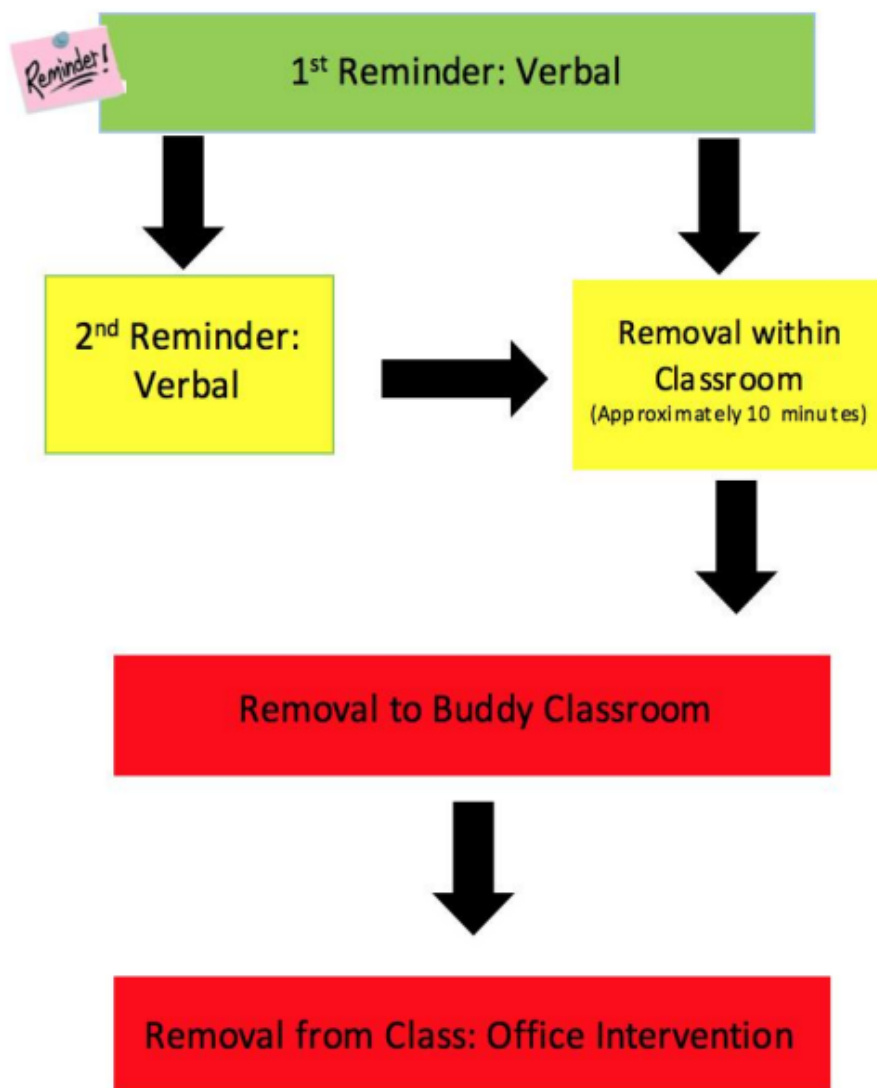 Reminder!
1st Reminder: Verbal
2nd Reminder:
Verbal
Removal within
Classroom
(Approximately 10 minutes)
Removal to Buddy Classroom
Removal from Class: Office Intervention